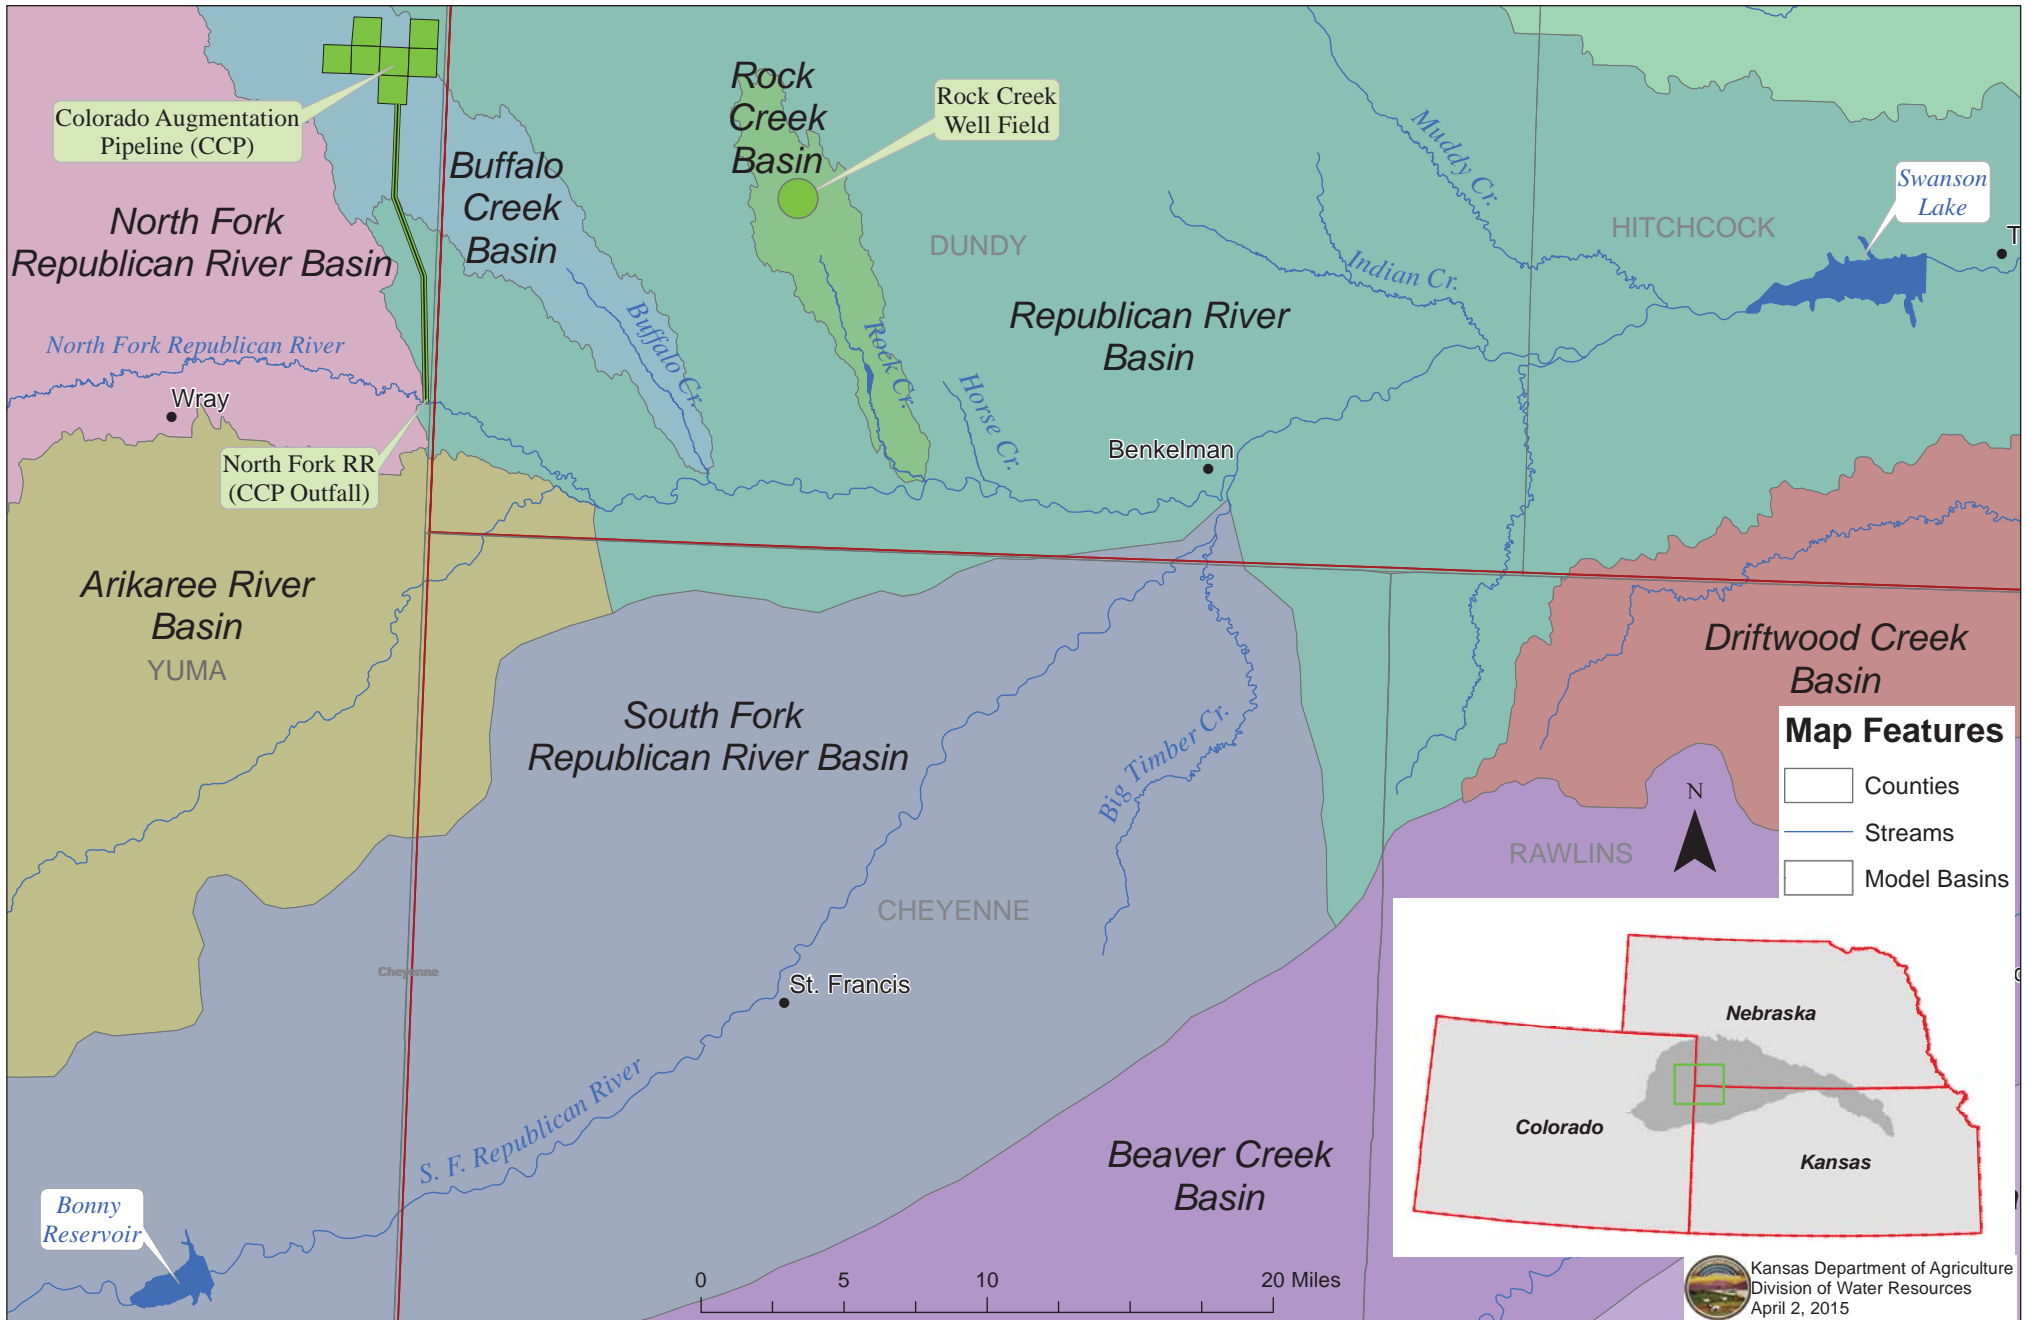 Rock
Creek
Basin
Rock Creek
Well Field
Colorado Augmentation
Pipeline (CCP)
Buffalo
Creek
Basin
Muddy Cr.
Swanson
Lake
North Fork
Republican River Basin
DUNDY
HITCHCOCK
T
Indian Cr.
Republican River
Basin
Buffalo Cr.
Rock Cr.
Horse Cr.
North Fork Republican River
Wray
Benkelman
North Fork RR
(CCP Outfall)
Arikaree River
Basin
YUMA
Driftwood Creek
Basin
South Fork
Republican River Basin
Big Timber Cr.
Map Features
Counties
Streams
Model Basins
N
RAWLINS
CHEYENNE
Cheyenne
St. Francis
Nebraska
Colorado
Kansas
S. F. Republican River
Beaver Creek
Basin
Bonny
Reservoir
0 5 10 20 Miles
Kansas Department of Agriculture
Division of Water Resources
April 2, 2015